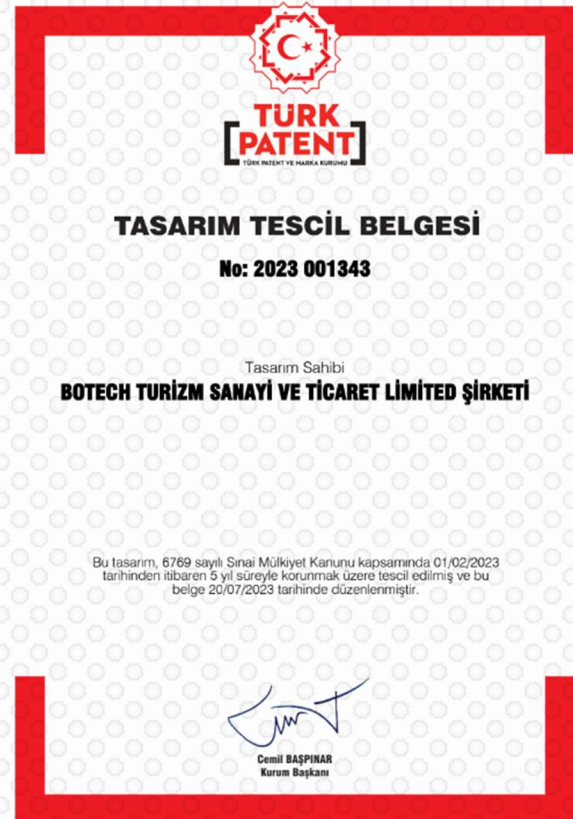 TÜRK
PATENT
TÜRK PATENT VE MARKA KURUMU
TASARIM TESCİL BELGESİ
No: 2023 001343
Tasarım Sahibi
BOTECH TURİZM SANAYİ VE TİCARET LİMİTED ŞİRKETİ
Bu tasarım, 6769 sayılı Sınai Mülkiyet Kanunu kapsamında 01/02/2023
tarihinden itibaren 5 yıl süreyle korunmak üzere tescil edilmiş ve bu
belge 20/07/2023 tarihinde düzenlenmiştir.
Cemil BAŞPINAR
Kurum Başkanı